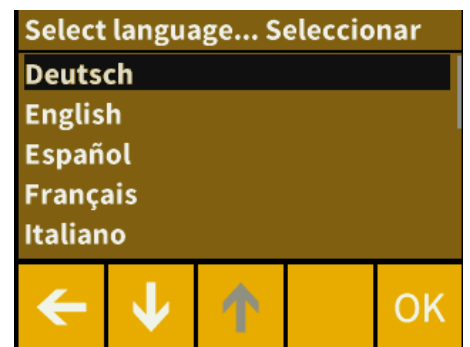 Select language... Seleccionar
Deutsch
English
Español
Français
Italiano
OK